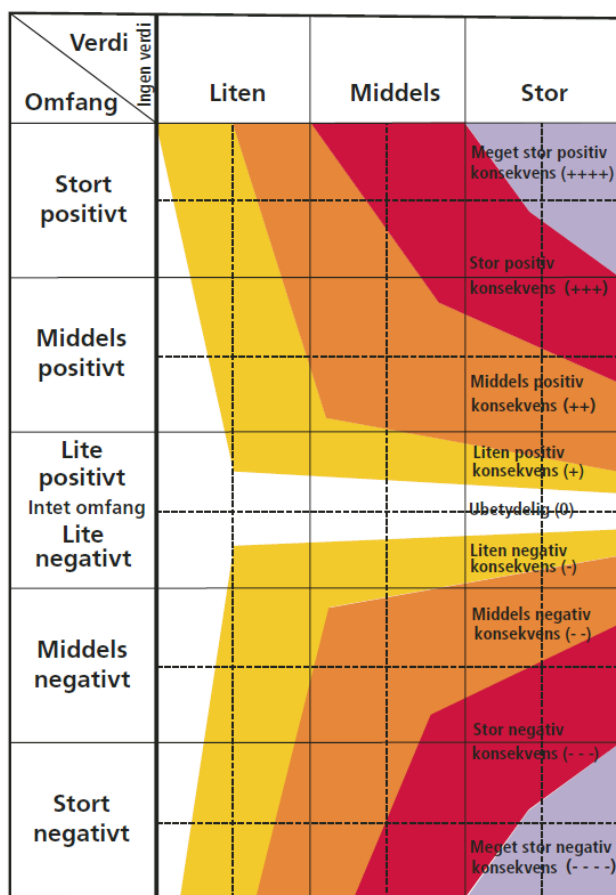 Verdi
Ingen verdi
Omfang
Liten
Middels
Stor
Stort
positivt
Meget stor positiv
konsekvens (++++)
Stor positiv
konsekvens (+++)
Middels
positivt
Middels positiv
konsekvens (++)
Lite
positivt
Liten positiv
konsekvens (+)
Intet omfang
Ubetydelig (0)
Lite
negativt
Liten negativ
konsekvens (-)
Middels
negativt
Middels negativ
konsekvens (- -)
Stor negativ
konsekvens (- - -)
Stort
negativt
Meget stor negativ
konsekvens (- - - -)